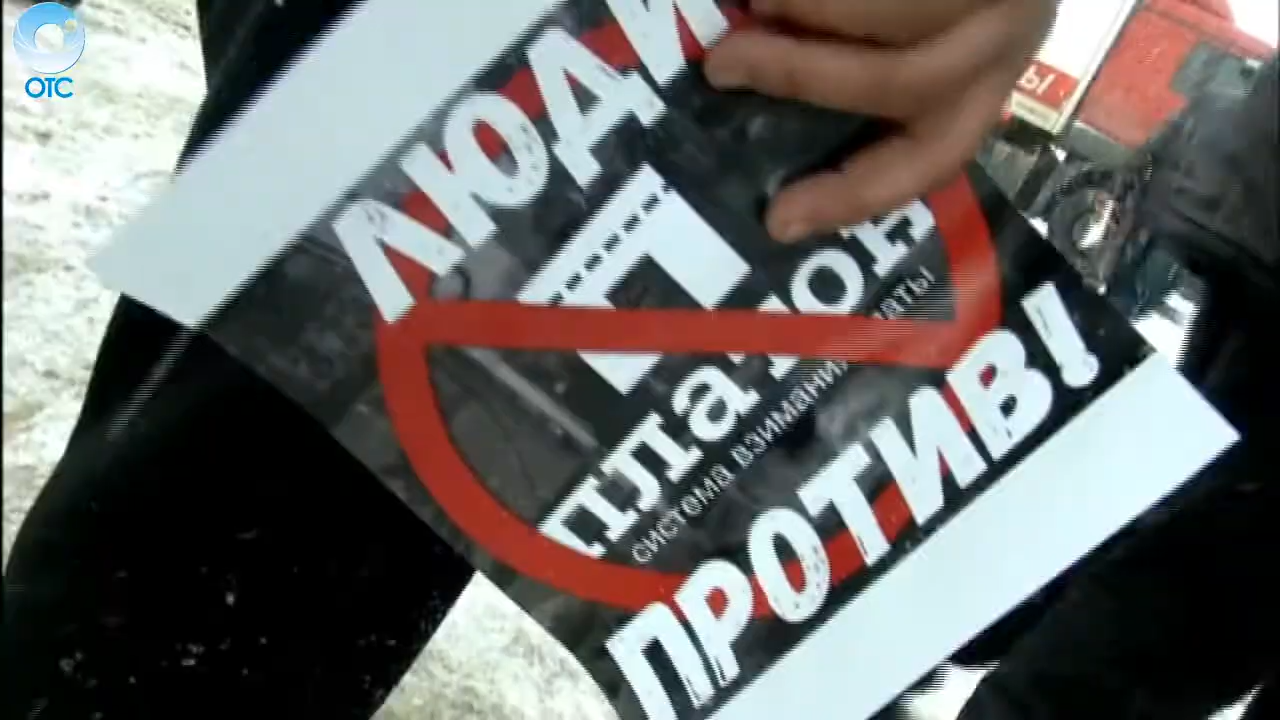 ОТС
ЛЮДИ
П
платон
система взимания платы
ПРОТИВ!
Ы